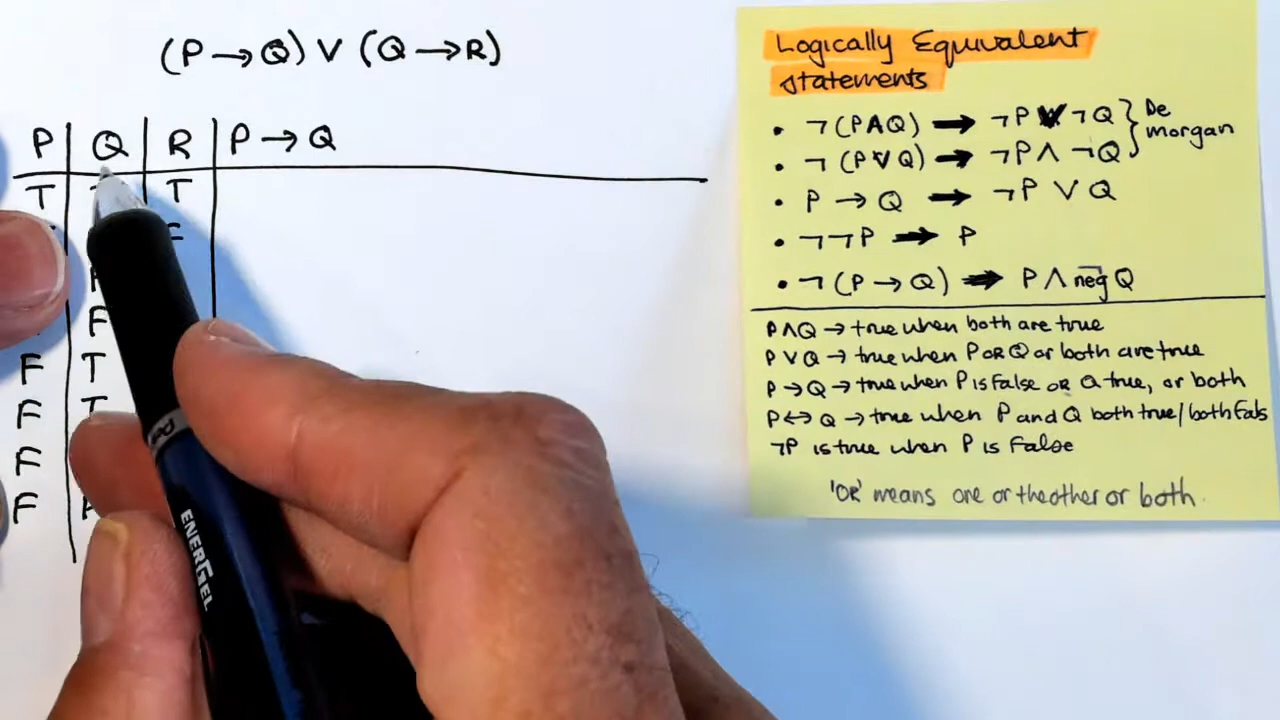 (P → Q) ∨ (Q → R)
P Q R P → Q
T T
F
F
F T
F T
F
F
Logically Equivalent
statements
• ¬(P∧Q) → ¬P ∨ ¬Q } De
morgan
• ¬(P∨Q) → ¬P ∧ ¬Q
• P → Q → ¬P ∨ Q
• ¬¬P → P
• ¬(P → Q) → P ∧ neg Q
P∧Q → true when both are true
P∨Q → true when P OR Q or both are true
P→Q → true when P is False OR Q true, or both
P↔Q → true when P and Q both true/both Fals
¬P is true when P is False
'OR' means one or the other or both.
ENERGEL